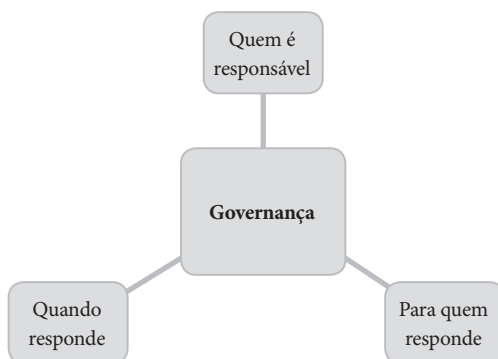 Quem é
responsável
Governança
Quando
responde
Para quem
responde